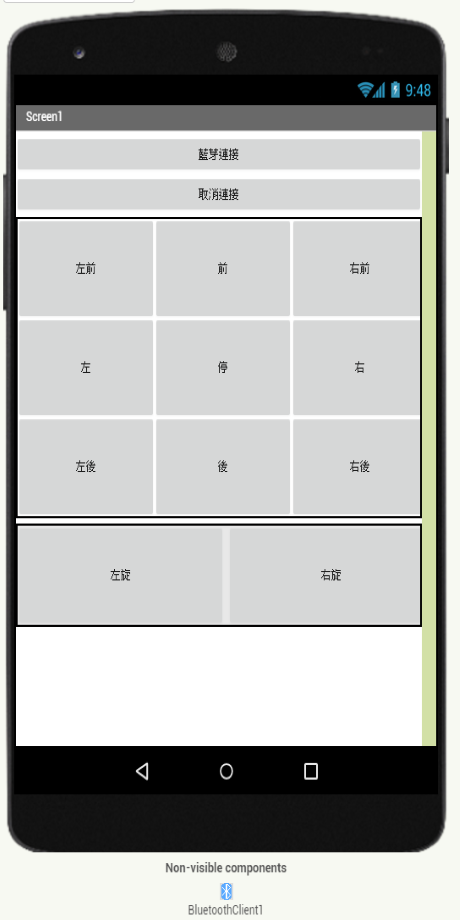 9:48
Screen1
藍芽連接
取消連接
左前 前 右前
左 停 右
左後 後 右後
左旋 右旋
Non-visible components
BluetoothClient1